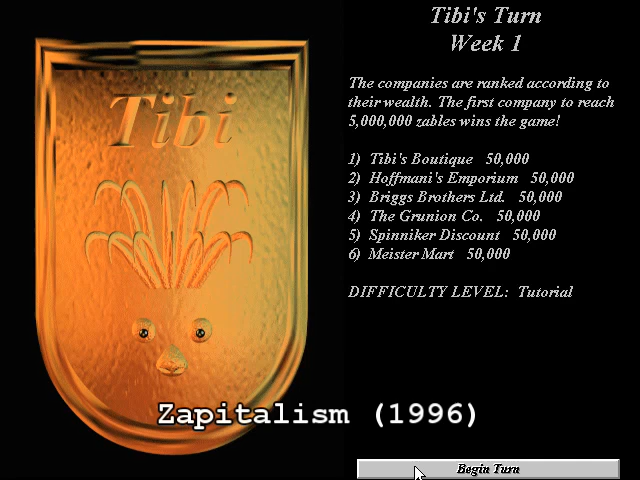 Tibi
Tibi's Turn
Week 1
The companies are ranked according to
their wealth. The first company to reach
5,000,000 zables wins the game!
1) Tibi's Boutique 50,000
2) Hoffmani's Emporium 50,000
3) Briggs Brothers Ltd. 50,000
4) The Grunion Co. 50,000
5) Spinniker Discount 50,000
6) Meister Mart 50,000
DIFFICULTY LEVEL: Tutorial
Zapitalism (1996)
Begin Turn